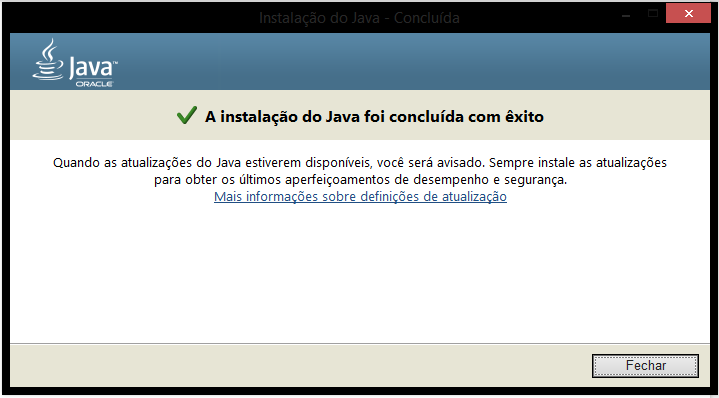 Instalação do Java - Concluída
Java™
ORACLE
A instalação do Java foi concluída com êxito
Quando as atualizações do Java estiverem disponíveis, você será avisado. Sempre instale as atualizações
para obter os últimos aperfeiçoamentos de desempenho e segurança.
Mais informações sobre definições de atualização
Fechar